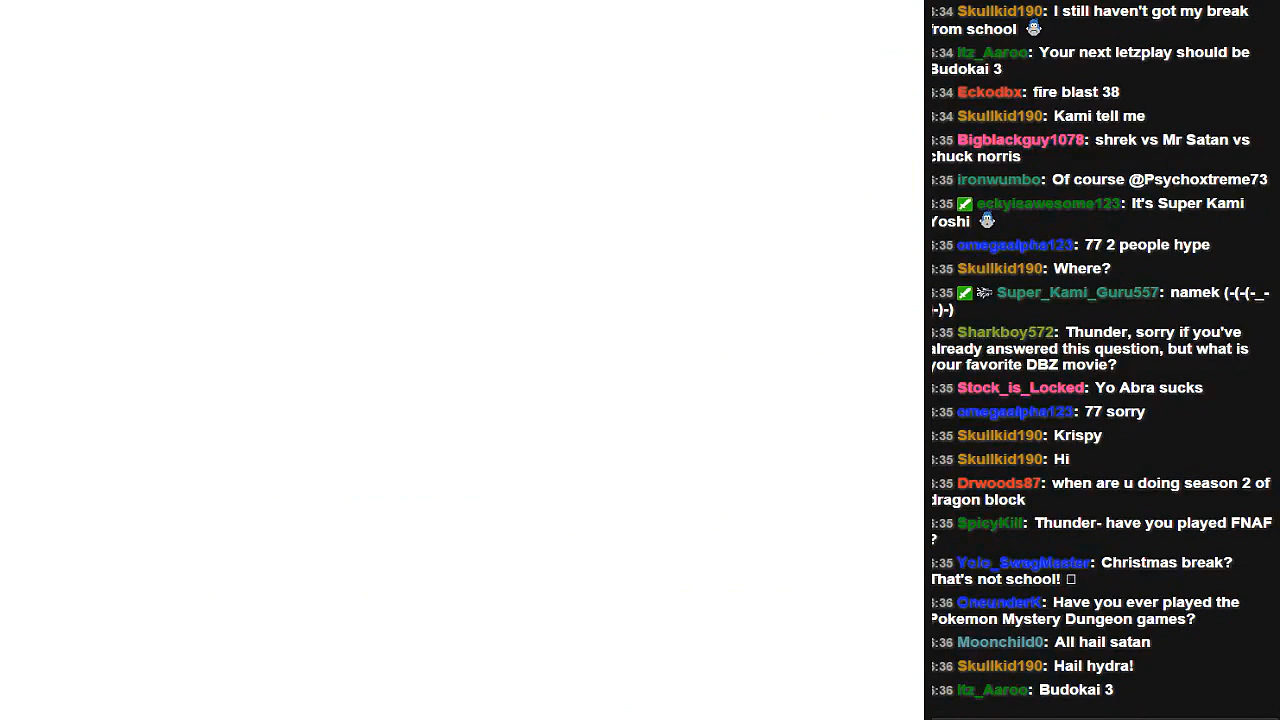 :34 Skullkid190: I still haven't got my break
from school
:34 Itz_Aaroo: Your next letzplay should be
Budokai 3
:34 Eckodbx: fire blast 38
:34 Skullkid190: Kami tell me
:35 Bigblackguy1078: shrek vs Mr Satan vs
chuck norris
:35 ironwumbo: Of course @Psychoxtreme73
:35 eckyisawesome123: It's Super Kami
Yoshi
:35 omegaalpha123: 77 2 people hype
:35 Skullkid190: Where?
:35 Super_Kami_Guru557: namek (-(-(-_-
-)-)
:35 Sharkboy572: Thunder, sorry if you've
already answered this question, but what is
your favorite DBZ movie?
:35 Stock_is_Locked: Yo Abra sucks
:35 omegaalpha123: 77 sorry
:35 Skullkid190: Krispy
:35 Skullkid190: Hi
:35 Drwoods87: when are u doing season 2 of
dragon block
:35 SpicyKill: Thunder- have you played FNAF
?
:35 Yolo_SwagMaster: Christmas break?
That's not school!
:36 OneunderK: Have you ever played the
Pokemon Mystery Dungeon games?
:36 Moonchild0: All hail satan
:36 Skullkid190: Hail hydra!
:36 Itz_Aaroo: Budokai 3